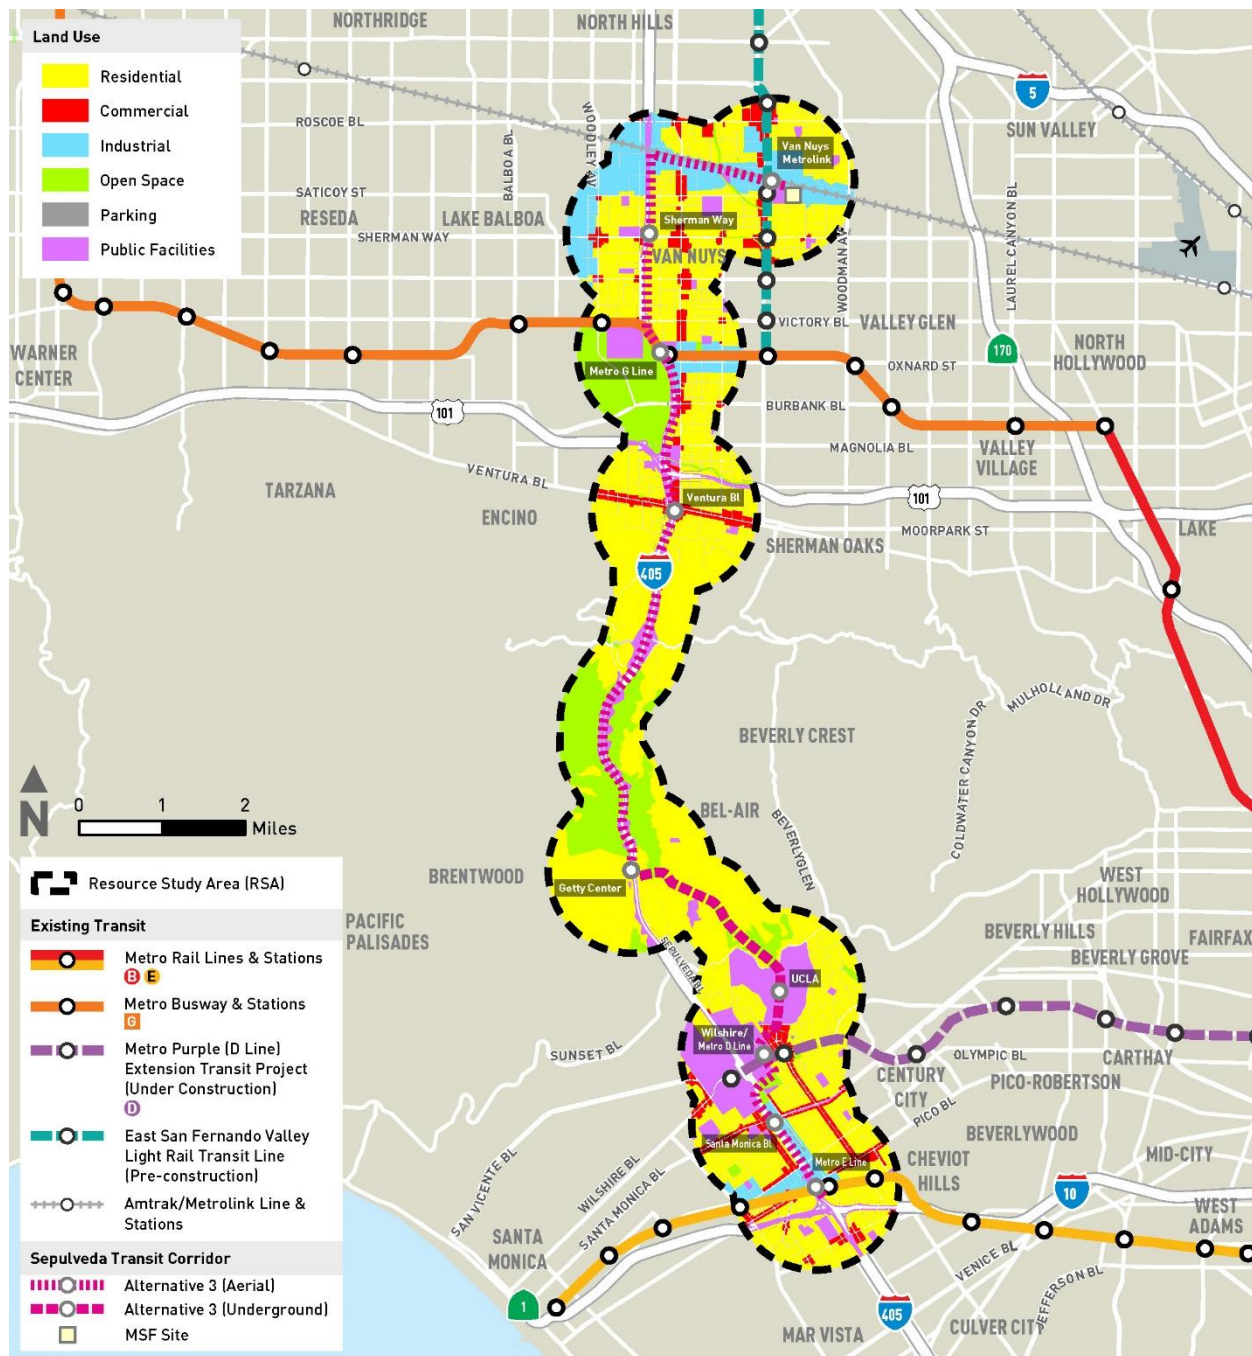 NORTHRIDGE
NORTH HILLS
Land Use
Residential
Commercial
Industrial
Open Space
Parking
Public Facilities
ROSCOE BL
SATICOY ST
RESEDA
LAKE BALBOA
SHERMAN WAY
BALBOA BL
WOODLEY AV
Van Nuys
Metrolink
Sherman Way
VAN NUYS
WOODMAN AV
LAUREL CANYON BL
5
SUN VALLEY
VICTORY BL
VALLEY GLEN
170
NORTH
HOLLYWOOD
OXNARD ST
WARNER
CENTER
Metro G Line
101
BURBANK BL
MAGNOLIA BL
VALLEY
VILLAGE
VENTURA BL
TARZANA
ENCINO
Ventura Bl
101
MOORPARK ST
LAKE
SHERMAN OAKS
405
MULHOLLAND DR
COLDWATER CANYON DR
BEVERLY CREST
BEL-AIR
BEVERLYGLEN
N
0 1 2
Miles
BRENTWOOD
Getty Center
PACIFIC
PALISADES
SEPULVEDA BL
WEST
HOLLYWOOD
BEVERLY HILLS
FAIRFAX
BEVERLY GROVE
UCLA
Wilshire/
Metro D Line
SUNSET BL
OLYMPIC BL
CARTHAY
CENTURY
CITY
PICO-ROBERTSON
PICO BL
BEVERLYWOOD
Santa Monica Bl
Metro E Line
CHEVIOT
HILLS
MID-CITY
10
WEST
ADAMS
SAN VICENTE BL
WILSHIRE BL
SANTA MONICA BL
SANTA
MONICA
VENICE BL
JEFFERSON BL
1
405
MAR VISTA
CULVER CITY
Resource Study Area (RSA)
Existing Transit
Metro Rail Lines & Stations
B E
Metro Busway & Stations
G
Metro Purple (D Line)
Extension Transit Project
(Under Construction)
D
East San Fernando Valley
Light Rail Transit Line
(Pre-construction)
Amtrak/Metrolink Line &
Stations
Sepulveda Transit Corridor
Alternative 3 (Aerial)
Alternative 3 (Underground)
MSF Site